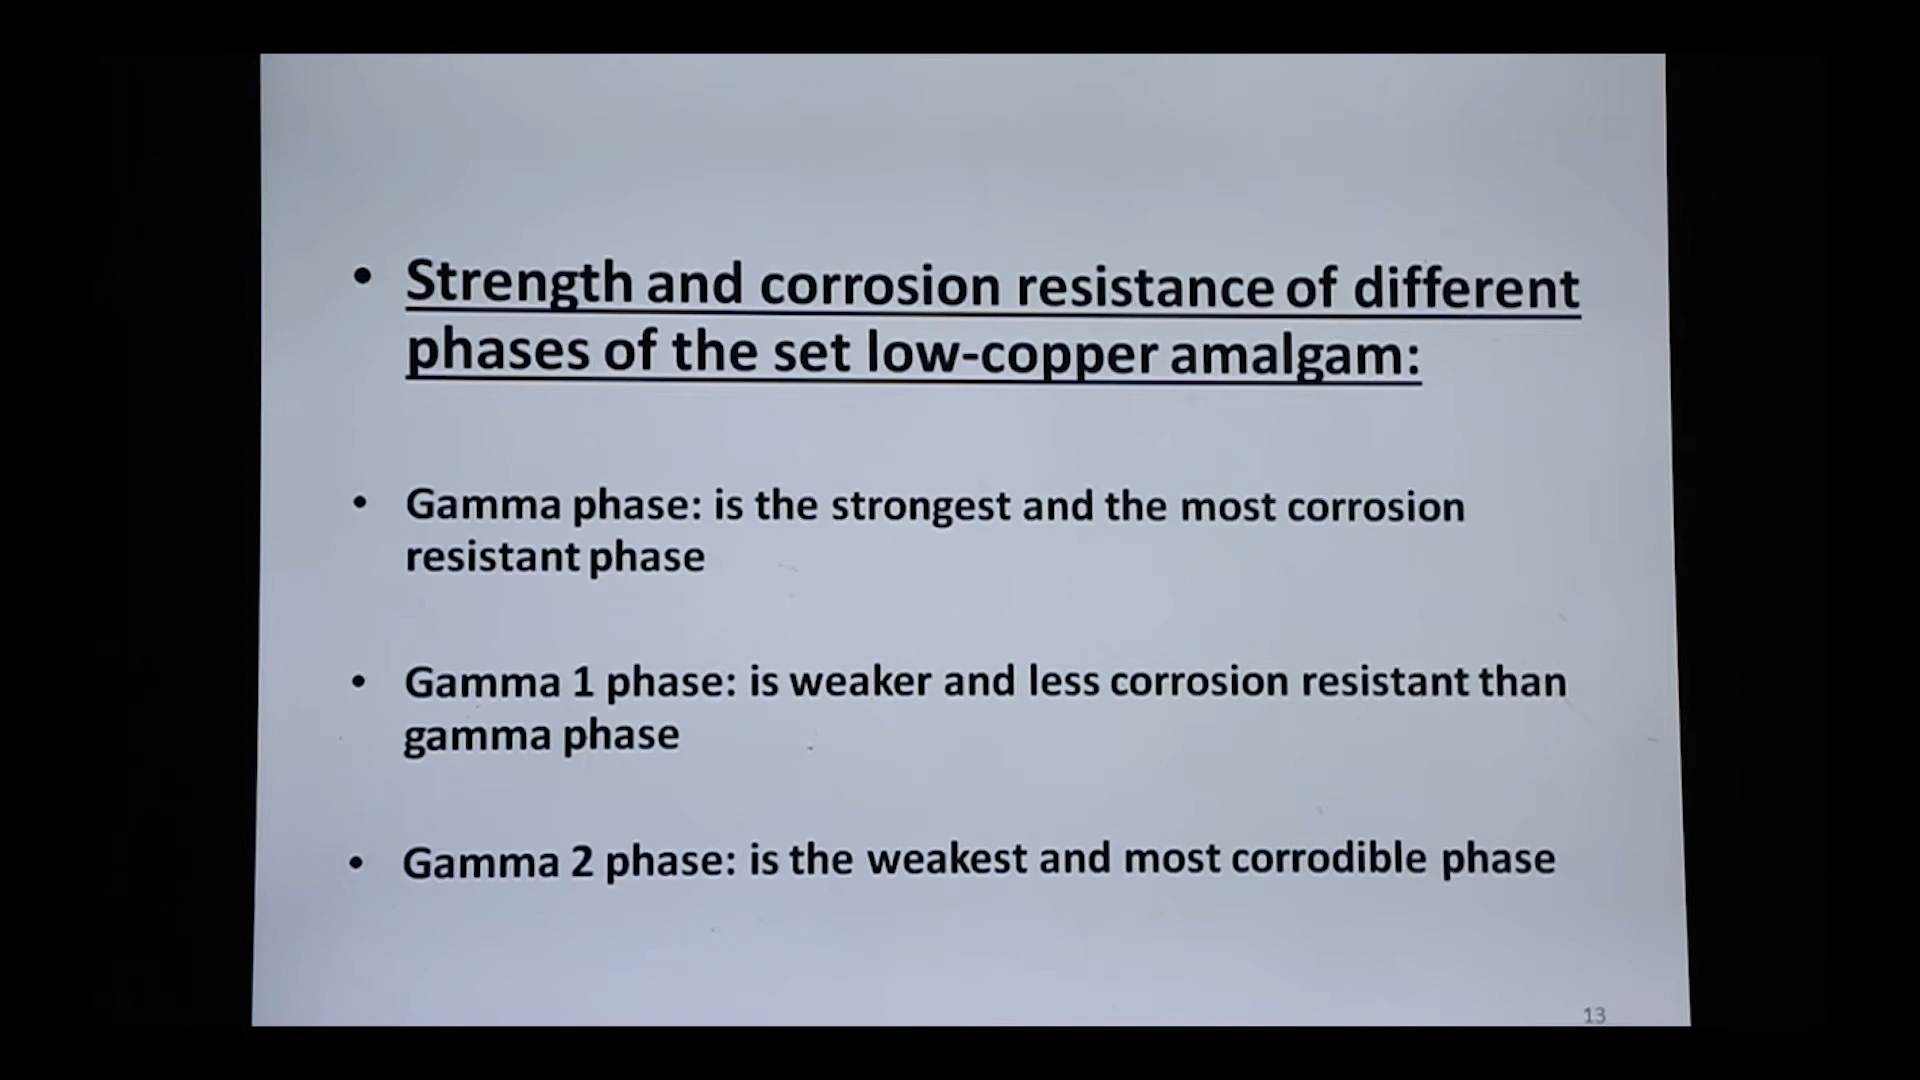 • Strength and corrosion resistance of different
phases of the set low-copper amalgam:
• Gamma phase: is the strongest and the most corrosion
resistant phase
• Gamma 1 phase: is weaker and less corrosion resistant than
gamma phase
• Gamma 2 phase: is the weakest and most corrodible phase
13